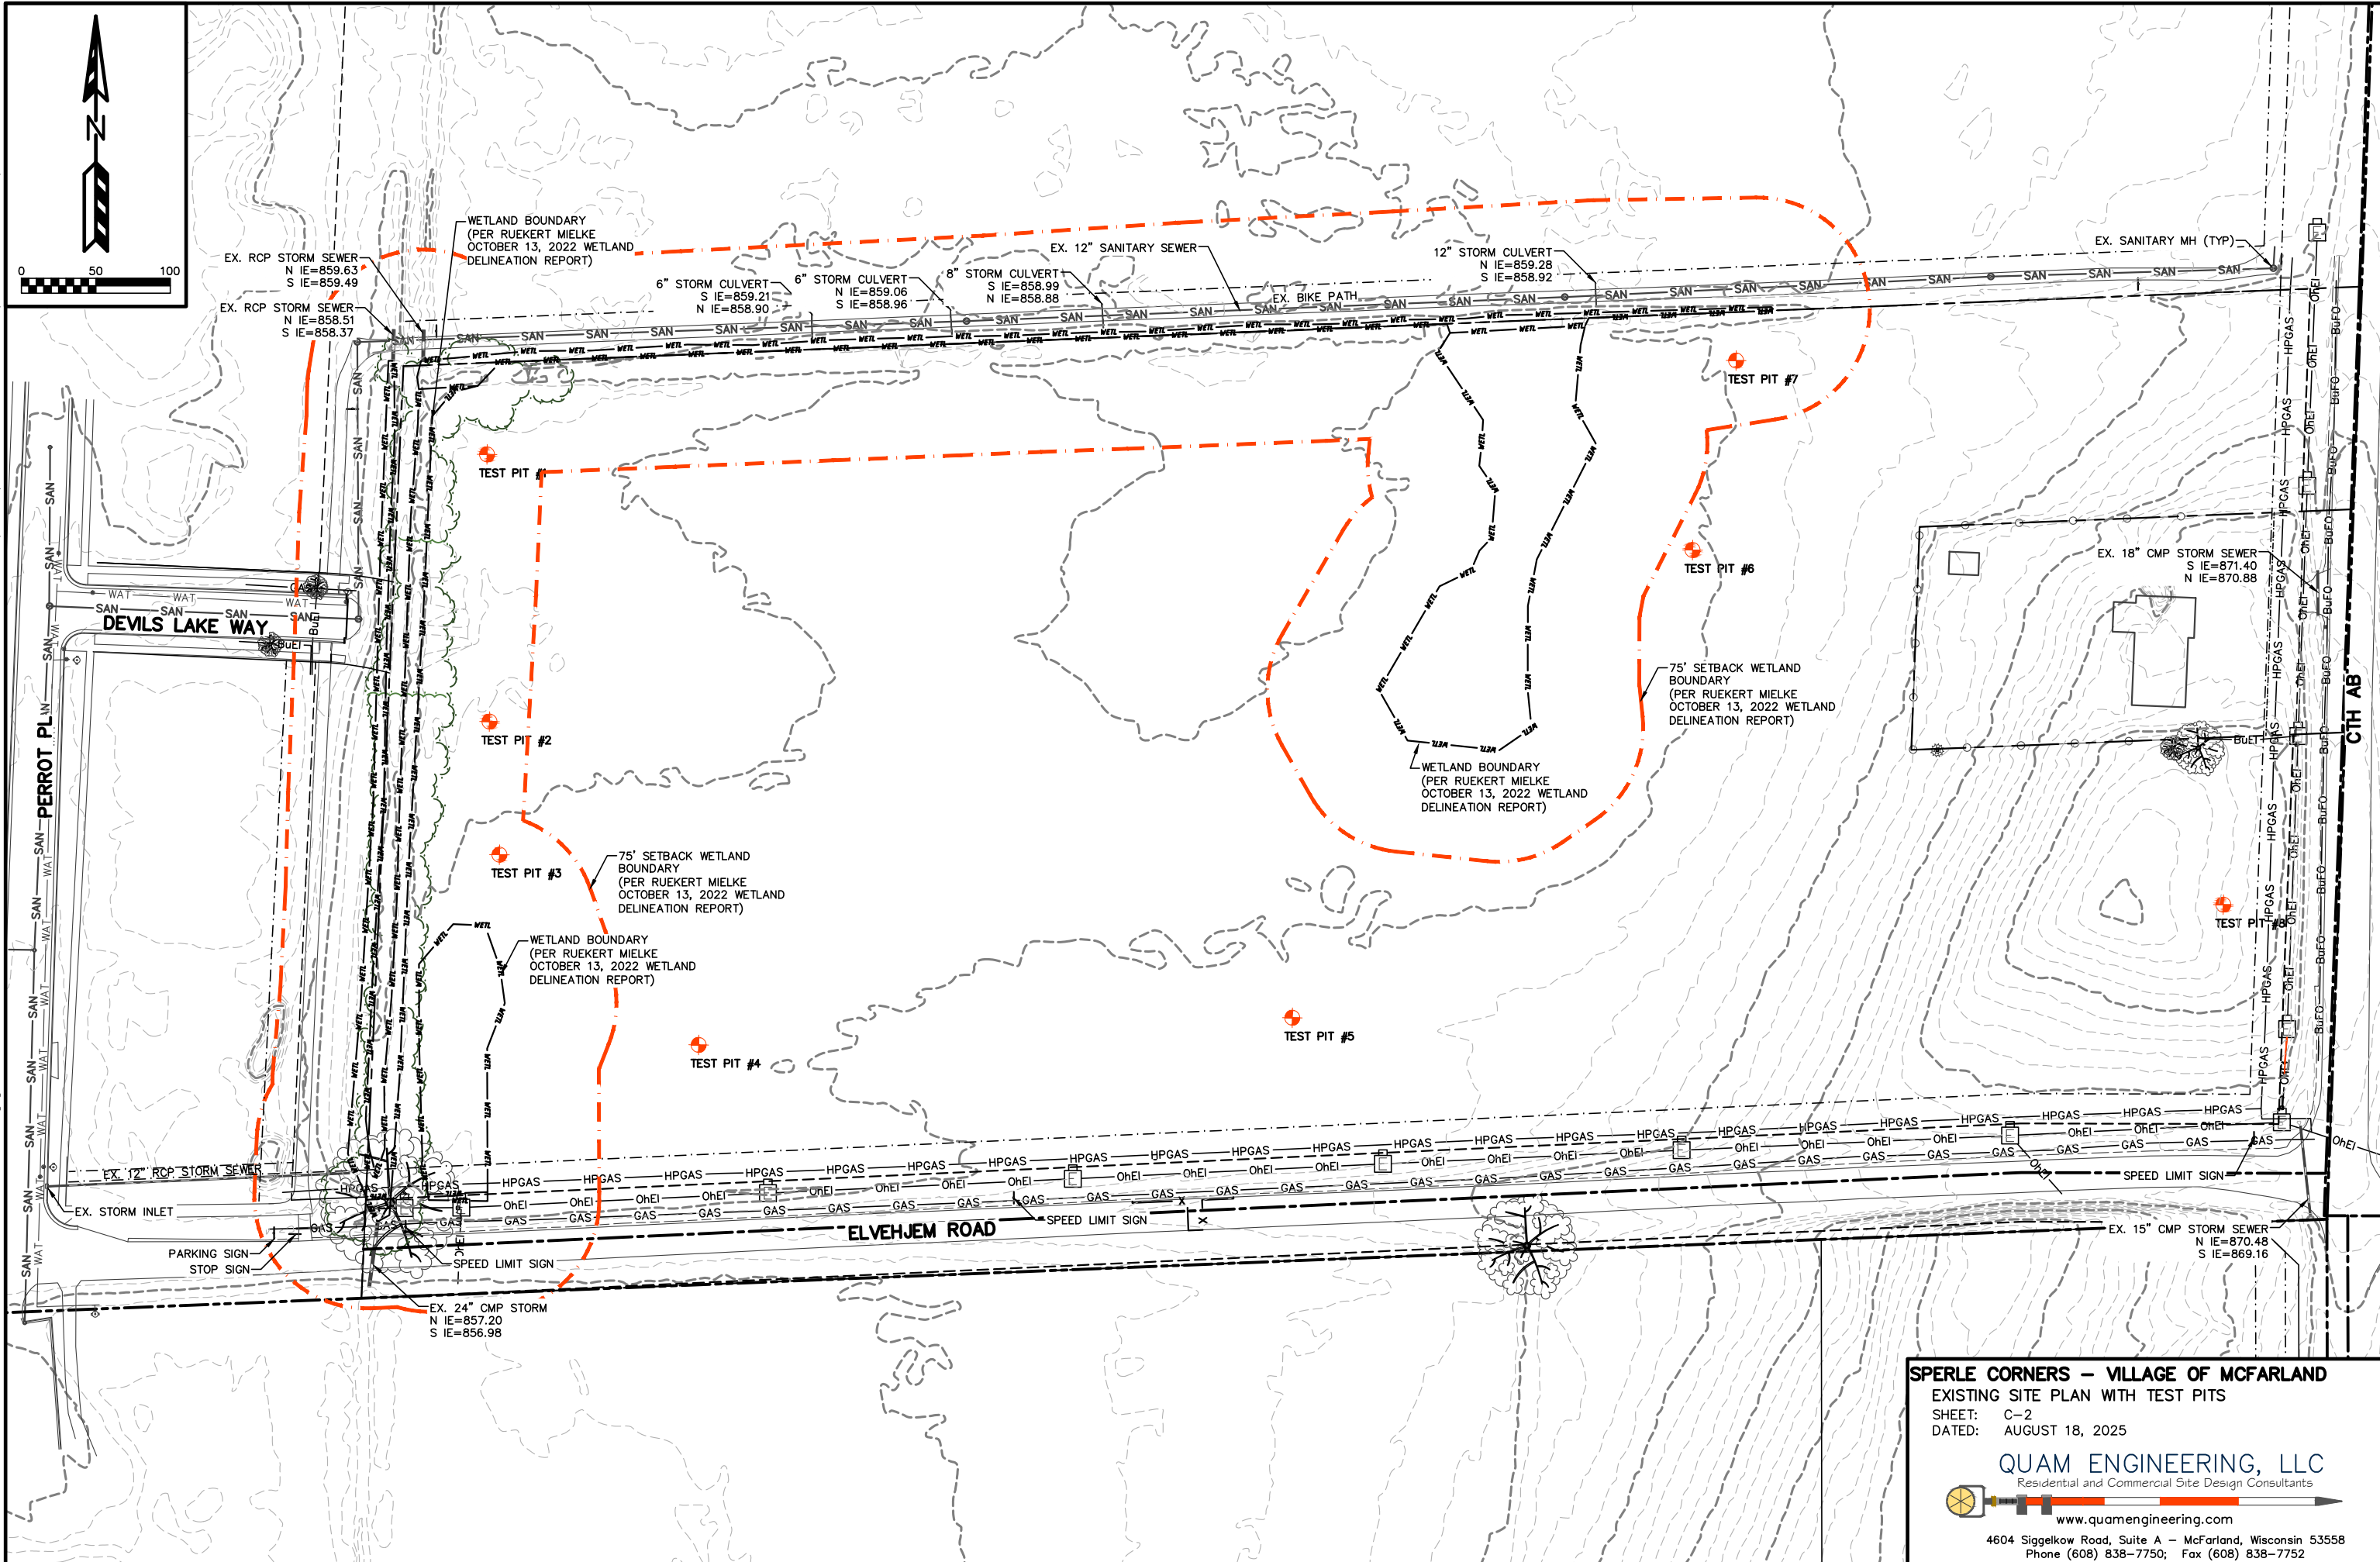 N
0 50 100
WETLAND BOUNDARY
(PER RUEKERT MIELKE
OCTOBER 13, 2022 WETLAND
DELINEATION REPORT)
EX. RCP STORM SEWER
N IE=859.63
S IE=859.49
EX. RCP STORM SEWER
N IE=858.51
S IE=858.37
6" STORM CULVERT
S IE=859.21
N IE=858.90
6" STORM CULVERT
N IE=859.06
S IE=858.96
8" STORM CULVERT
S IE=858.99
N IE=858.88
EX. 12" SANITARY SEWER
12" STORM CULVERT
N IE=859.28
S IE=858.92
EX. BIKE PATH
EX. SANITARY MH (TYP)
TEST PIT #7
TEST PIT #1
TEST PIT #6
EX. 18" CMP STORM SEWER
S IE=871.40
N IE=870.88
DEVILS LAKE WAY
PERROT PL
CTH AB
TEST PIT #2
75' SETBACK WETLAND
BOUNDARY
(PER RUEKERT MIELKE
OCTOBER 13, 2022 WETLAND
DELINEATION REPORT)
WETLAND BOUNDARY
(PER RUEKERT MIELKE
OCTOBER 13, 2022 WETLAND
DELINEATION REPORT)
TEST PIT #3
75' SETBACK WETLAND
BOUNDARY
(PER RUEKERT MIELKE
OCTOBER 13, 2022 WETLAND
DELINEATION REPORT)
WETLAND BOUNDARY
(PER RUEKERT MIELKE
OCTOBER 13, 2022 WETLAND
DELINEATION REPORT)
TEST PIT #8
TEST PIT #4
TEST PIT #5
SAN
WAT
WETL
HPGAS
OhEl
BuFO
BuEl
GAS
EX. 12" RCP STORM SEWER
EX. STORM INLET
PARKING SIGN
STOP SIGN
SPEED LIMIT SIGN
SPEED LIMIT SIGN
SPEED LIMIT SIGN
ELVEHJEM ROAD
EX. 24" CMP STORM
N IE=857.20
S IE=856.98
EX. 15" CMP STORM SEWER
N IE=870.48
S IE=869.16
SPERLE CORNERS – VILLAGE OF MCFARLAND
EXISTING SITE PLAN WITH TEST PITS
SHEET: C-2
DATED: AUGUST 18, 2025
QUAM ENGINEERING, LLC
Residential and Commercial Site Design Consultants
www.quamengineering.com
4604 Siggelkow Road, Suite A – McFarland, Wisconsin 53558
Phone (608) 838-7750; Fax (608) 838-7752